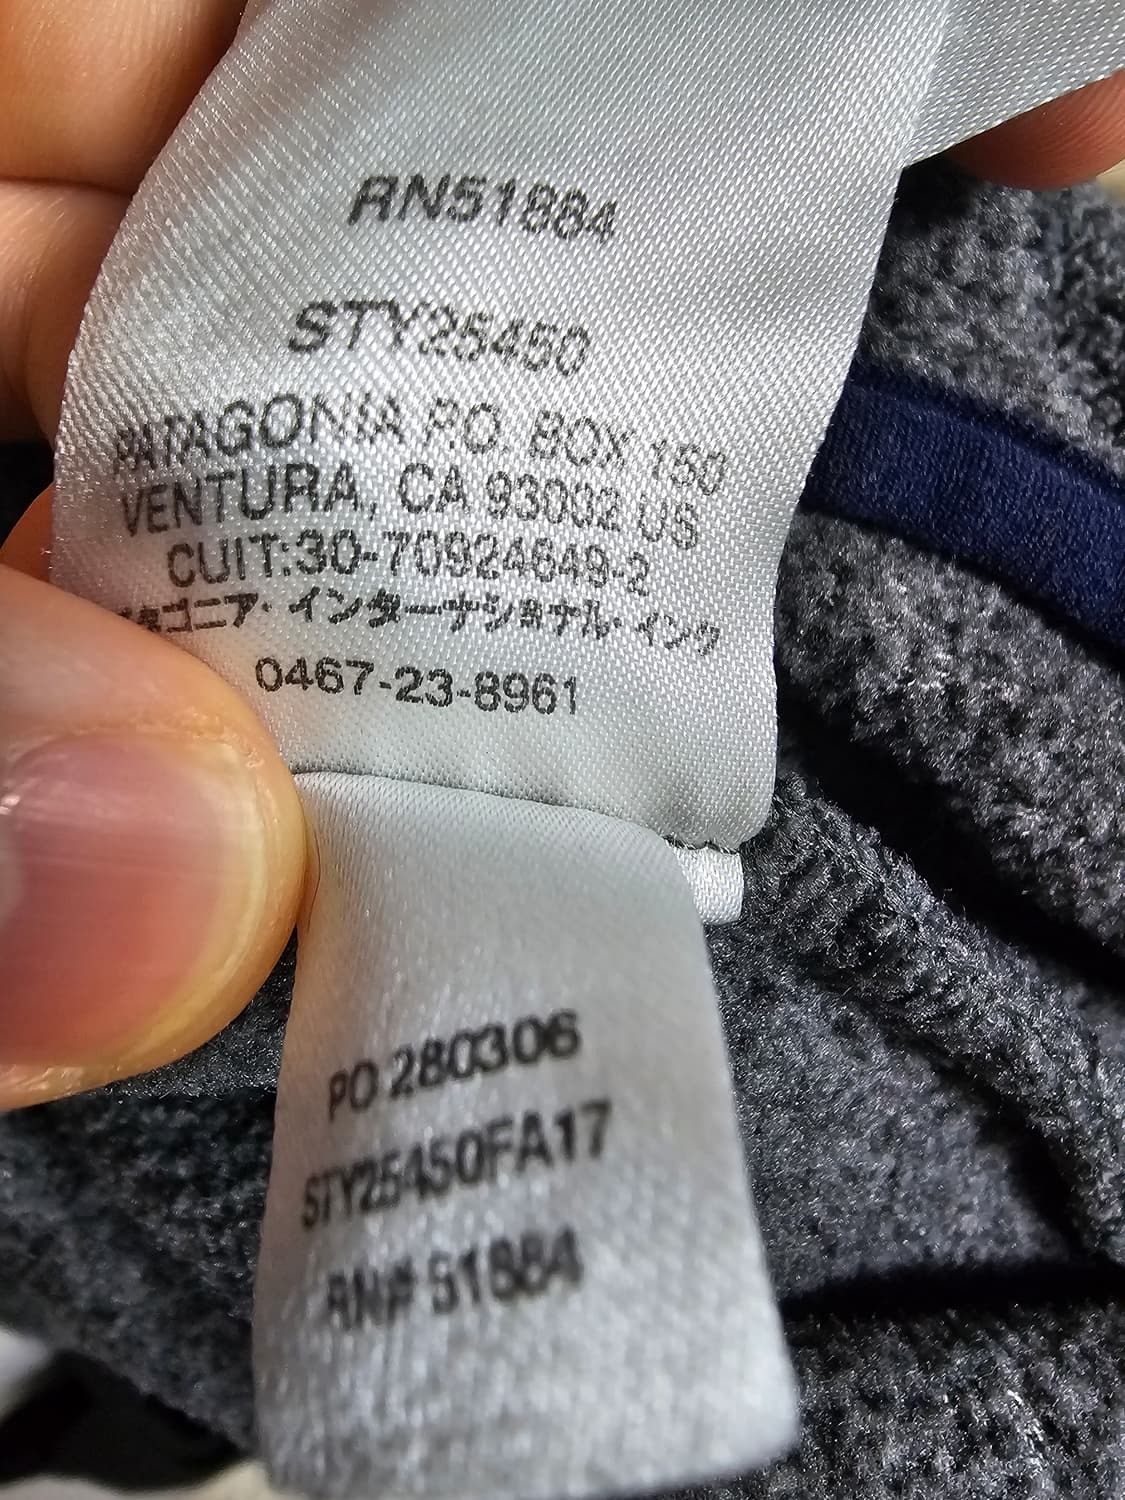 RN51884
STY25450
PATAGONIA P.O. BOX 150
VENTURA, CA 93002 US
CUIT:30-70924849-2
パタゴニア・インターナショナル・インク
0467-23-8961
PO 280306
STY25450FA17
RN# 51884